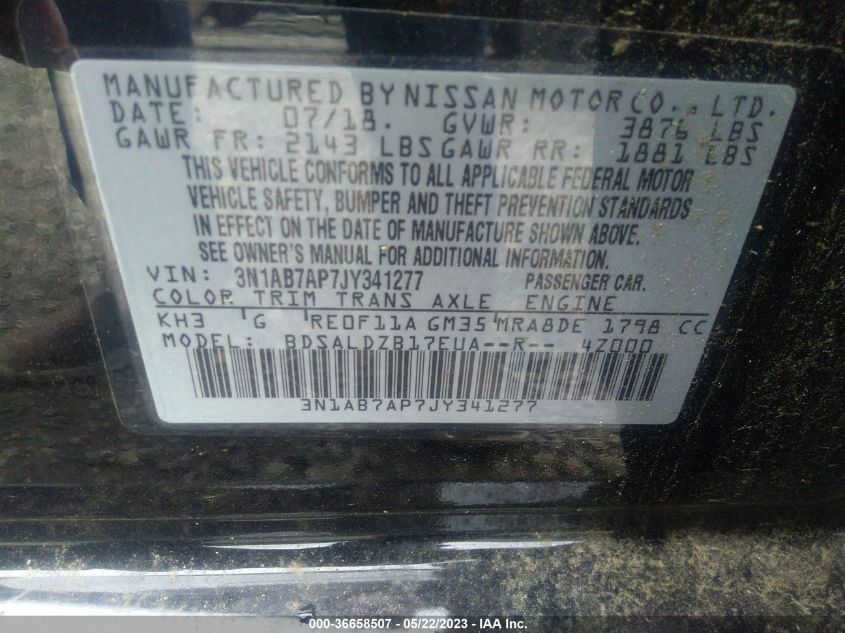 MANUFACTURED BY NISSAN MOTOR CO., LTD.
DATE: 07/18. GVWR: 3876 LBS
GAWR FR: 2143 LBS GAWR RR: 1881 LBS
THIS VEHICLE CONFORMS TO ALL APPLICABLE FEDERAL MOTOR
VEHICLE SAFETY, BUMPER AND THEFT PREVENTION STANDARDS
IN EFFECT ON THE DATE OF MANUFACTURE SHOWN ABOVE.
SEE OWNER'S MANUAL FOR ADDITIONAL INFORMATION.
VIN: 3N1AB7AP7JY341277 PASSENGER CAR.
COLOR TRIM TRANS AXLE ENGINE
KH3 G RE0F11A GM35 MRA8DE 1798 CC
MODEL: BDSALDZB17EUA--R-- 4Z000
3N1AB7AP7JY341277
000-36658507 - 05/22/2023 - © IAA Inc.